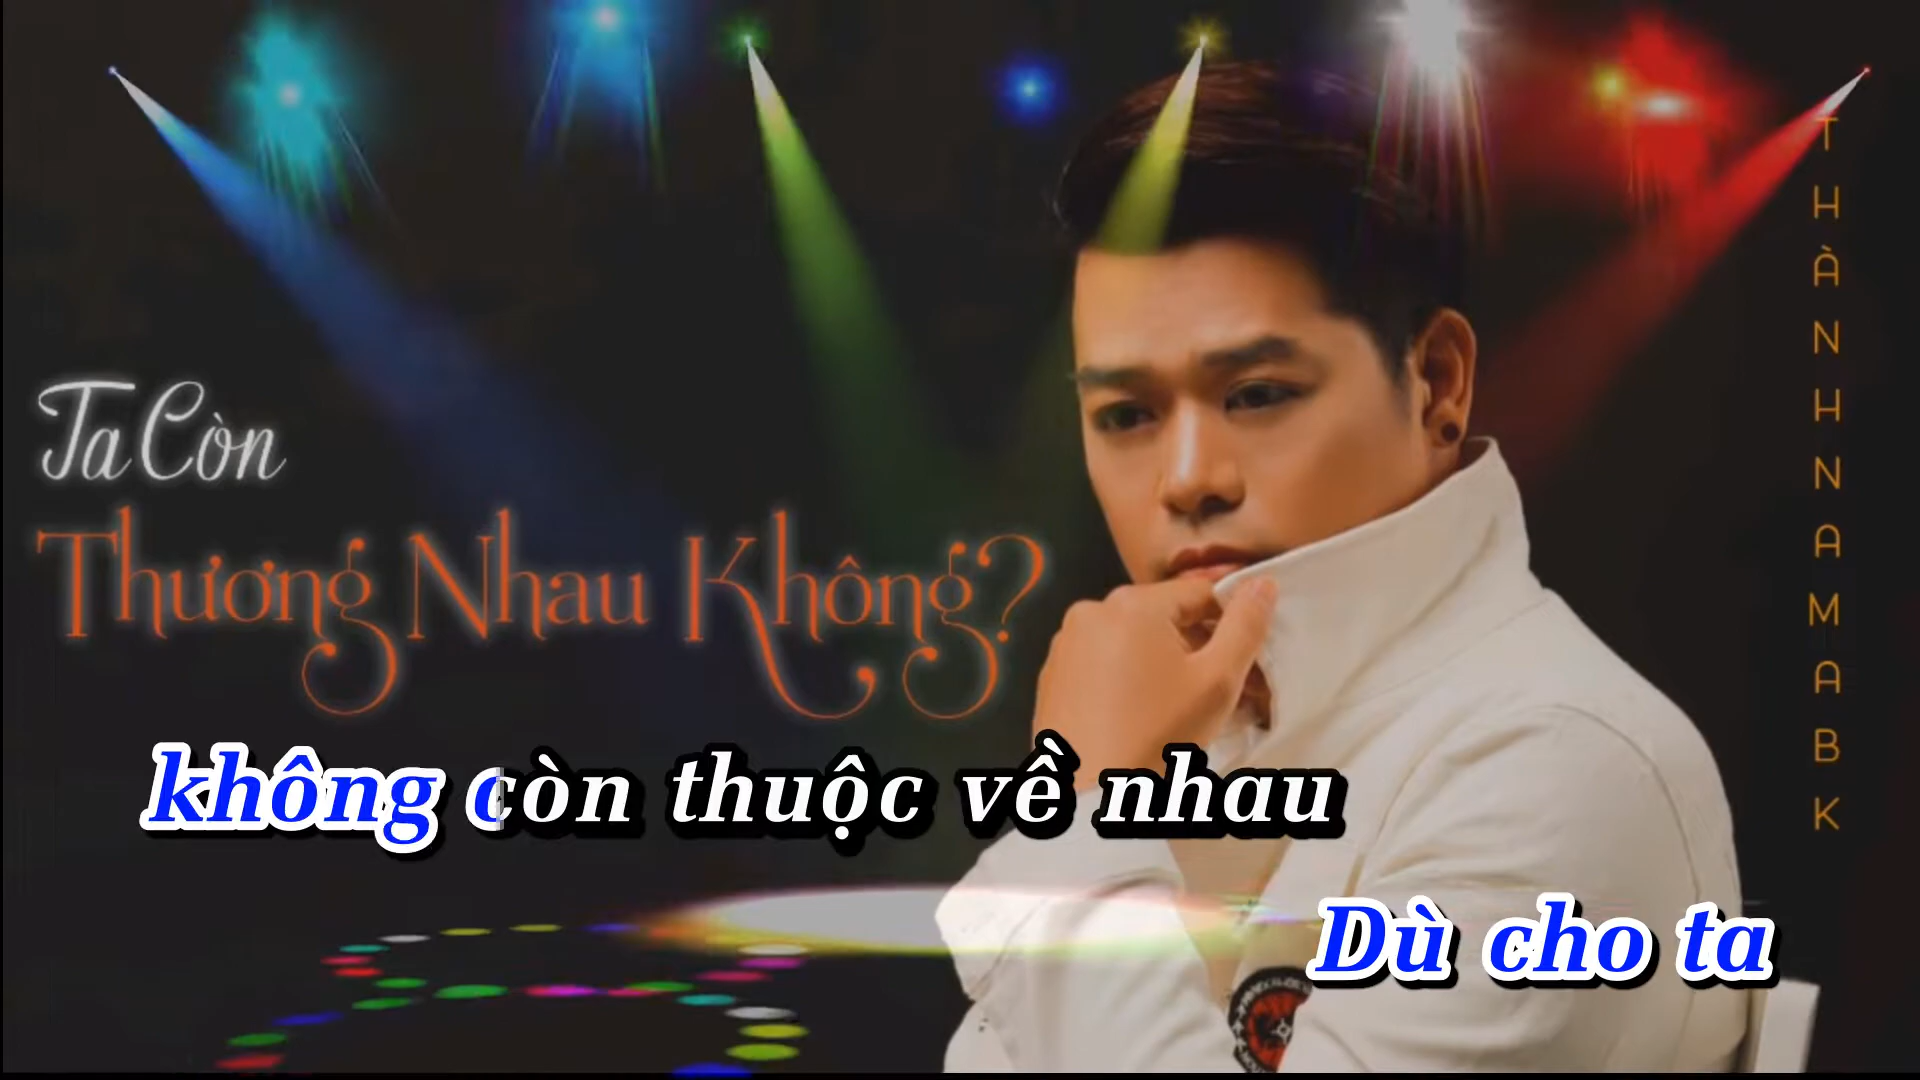 Ta Còn
Thương Nhau Không?
THÀNHNAMABK
không còn thuộc về nhau
Dù cho ta